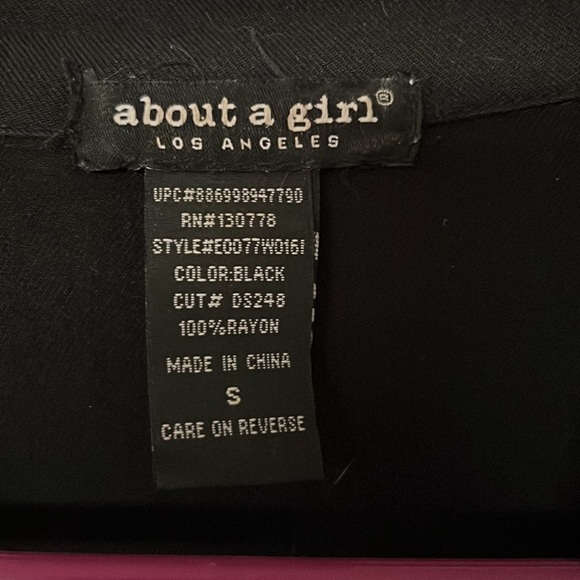 about a girl®
LOS ANGELES
UPC#886998947790
RN#130778
STYLE#E0077W016I
COLOR:BLACK
CUT# DS248
100%RAYON
MADE IN CHINA
S
CARE ON REVERSE